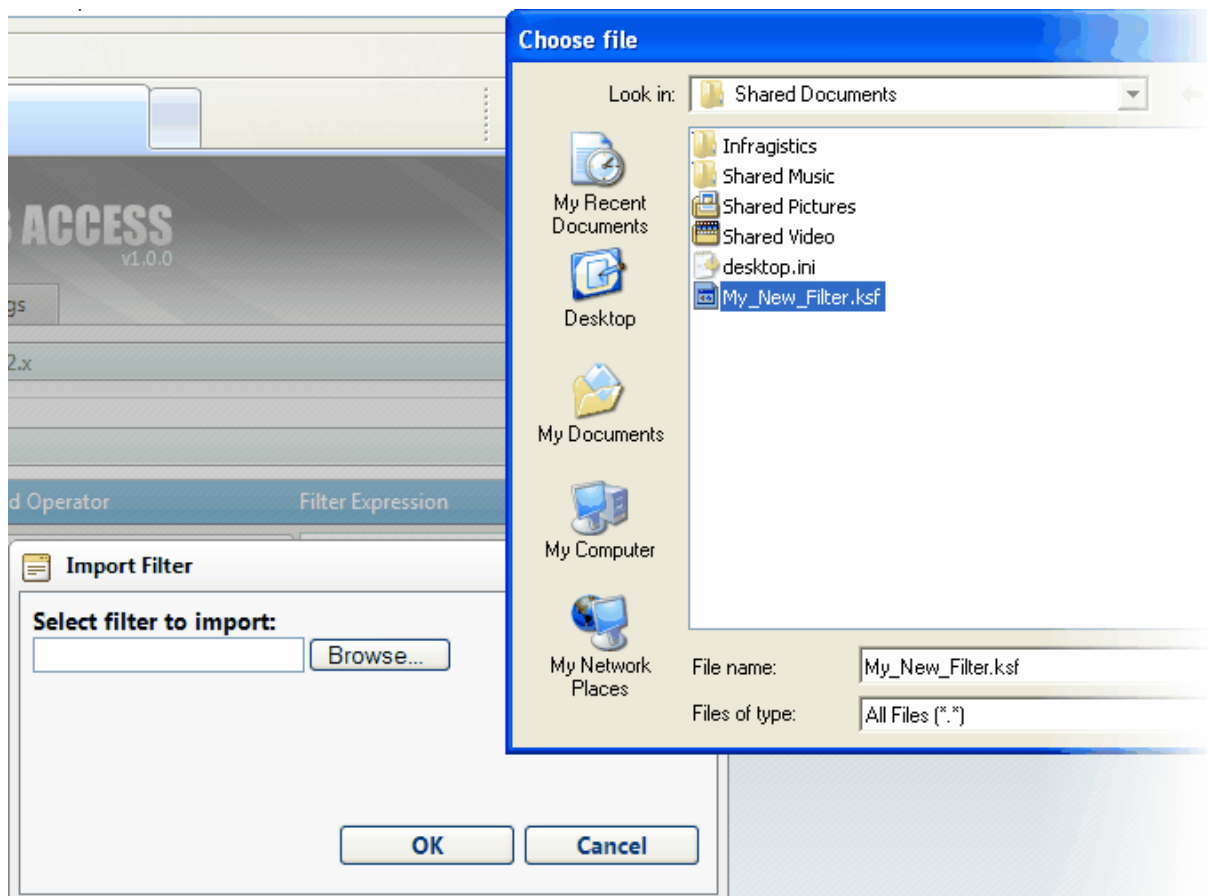 Choose file
Look in:
Shared Documents
Infragistics
Shared Music
Shared Pictures
Shared Video
desktop.ini
My_New_Filter.ksf
My Recent
Documents
Desktop
My Documents
My Computer
My Network
Places
File name:
My_New_Filter.ksf
Files of type:
All Files (*.*)
ACCESS
v1.0.0
gs
2.x
d Operator
Filter Expression
Import Filter
Select filter to import:
Browse...
OK
Cancel